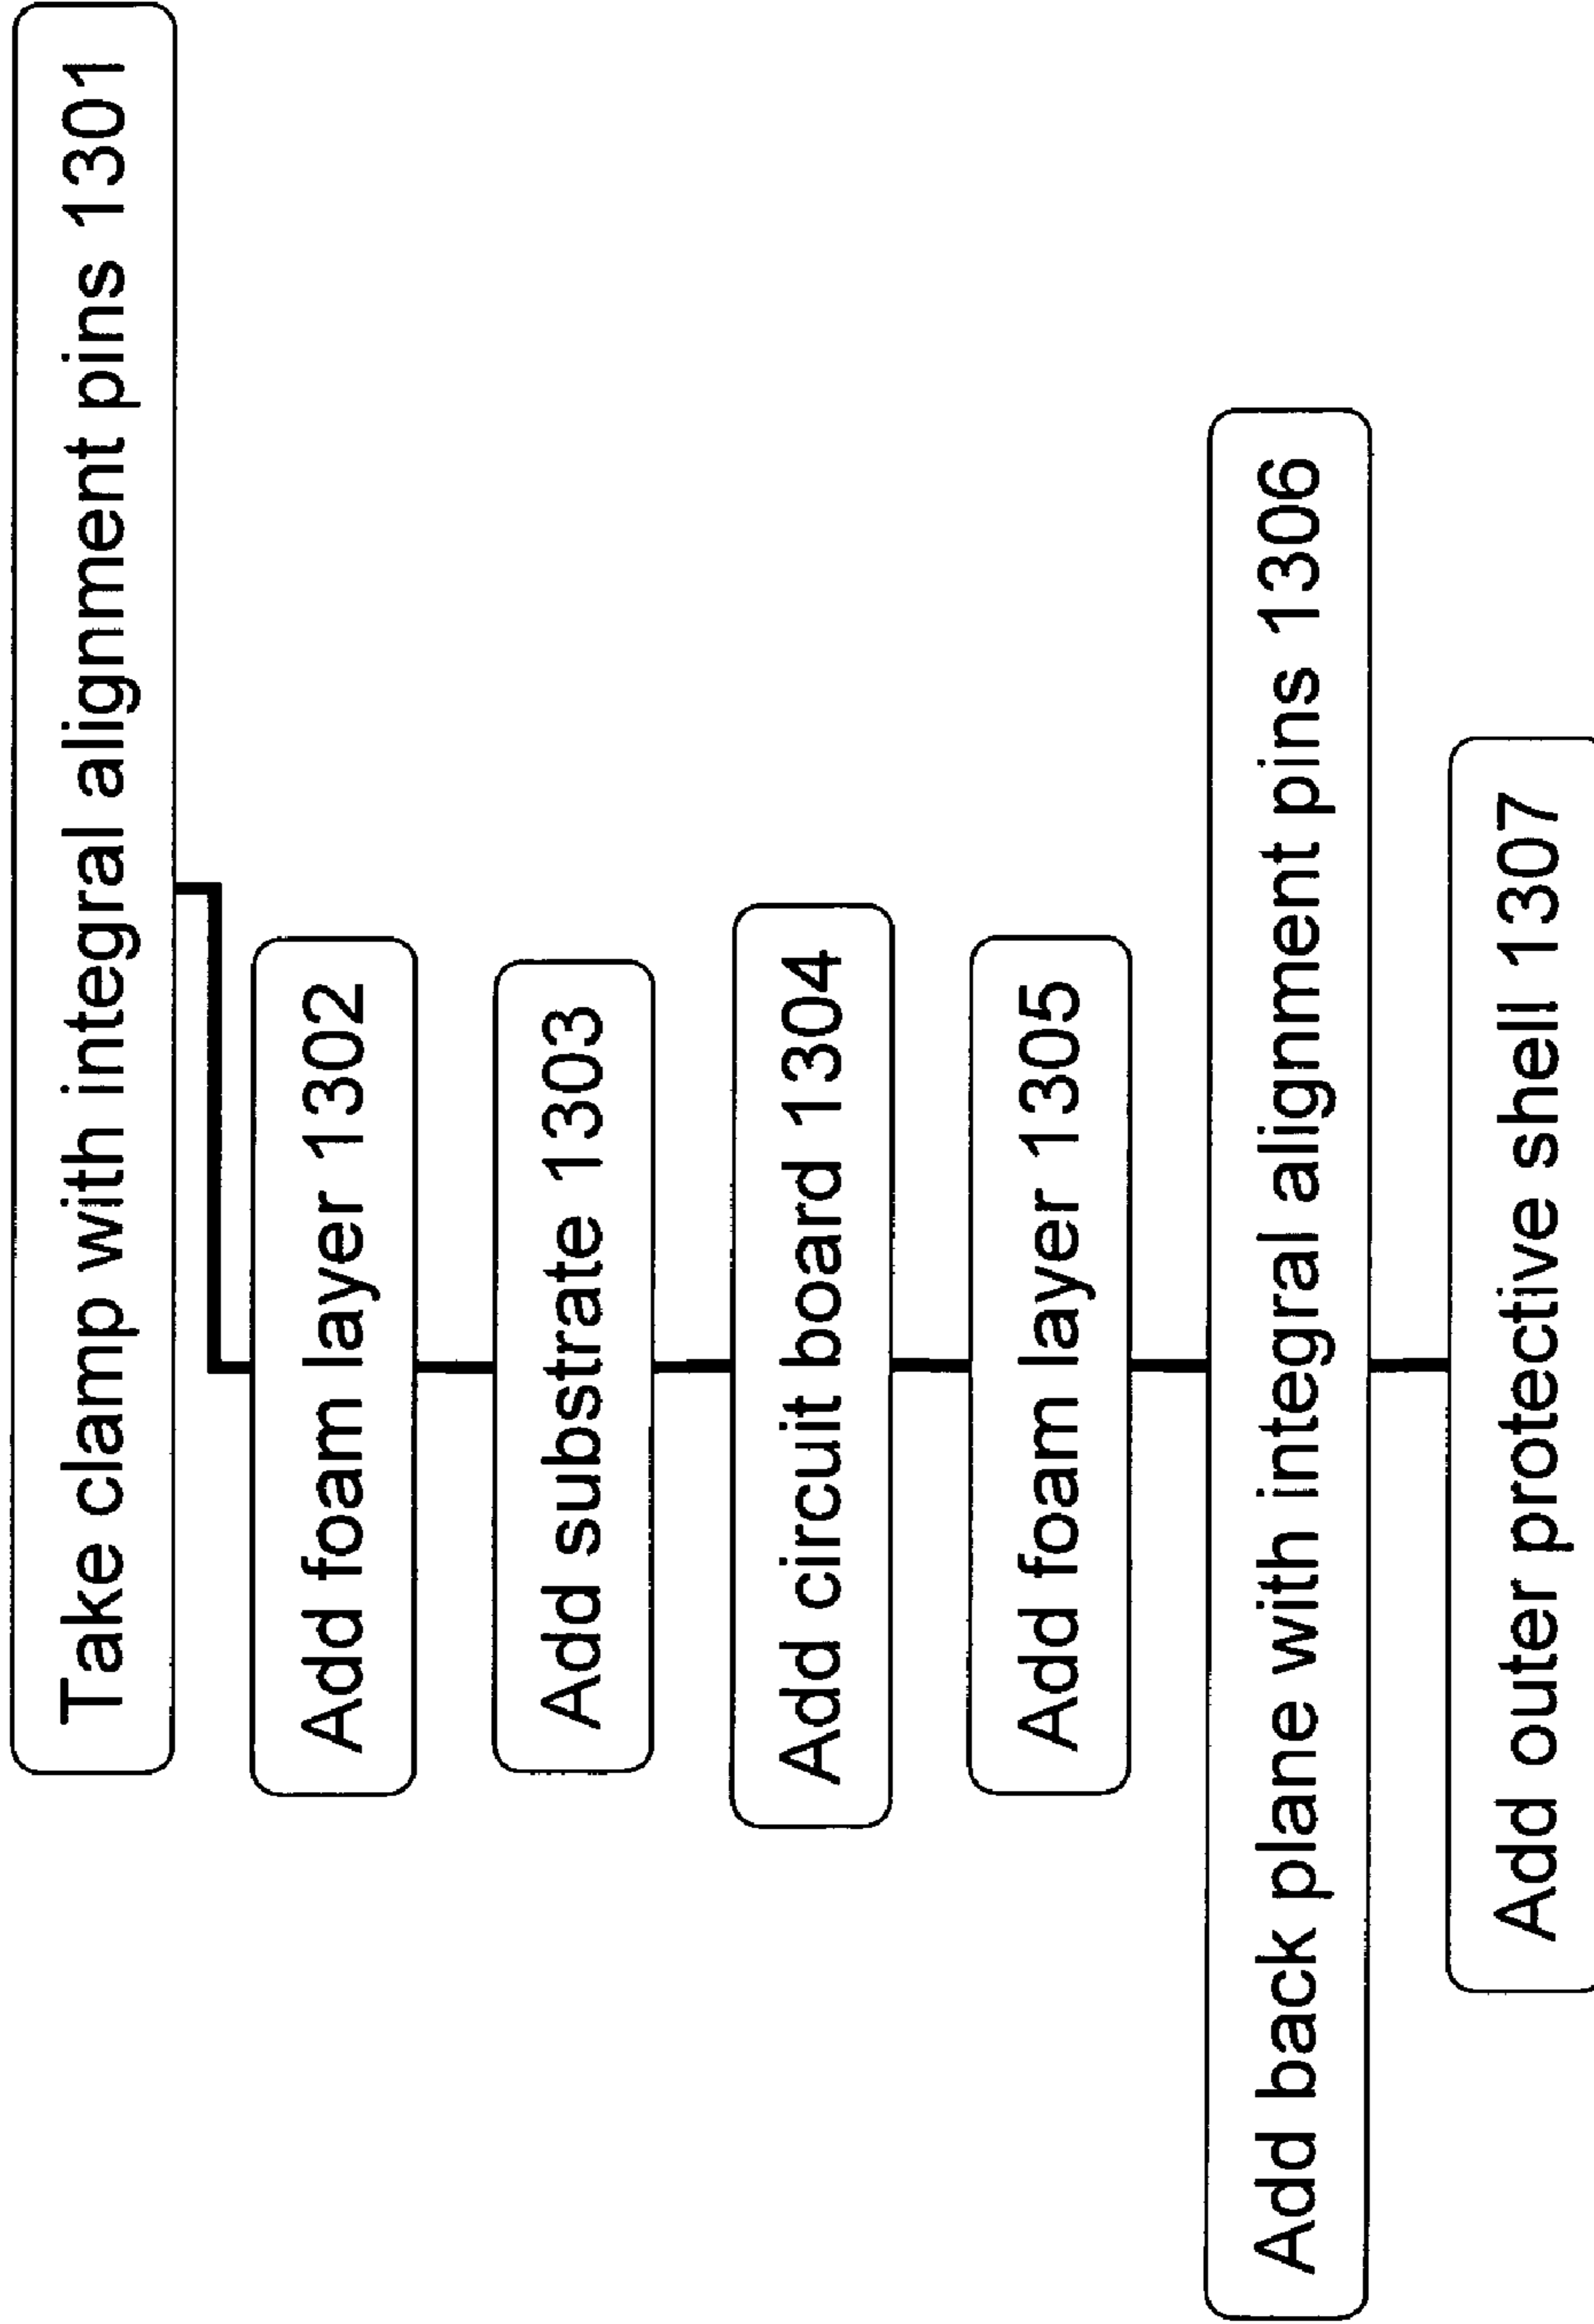 Take clamp with integral alignment pins 1301
Add foam layer 1302
Add substrate 1303
Add circuit board 1304
Add foam layer 1305
Add back plane with integral alignment pins 1306
Add outer protective shell 1307